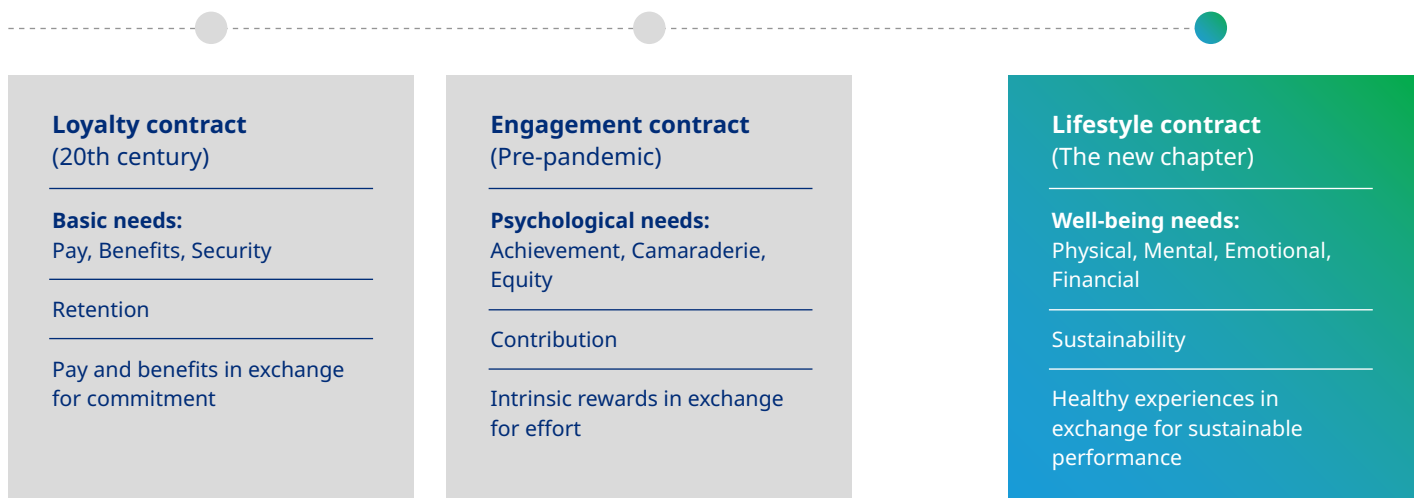 Loyalty contract
(20th century)
Basic needs:
Pay, Benefits, Security
Retention
Pay and benefits in exchange
for commitment
Engagement contract
(Pre-pandemic)
Psychological needs:
Achievement, Camaraderie,
Equity
Contribution
Intrinsic rewards in exchange
for effort
Lifestyle contract
(The new chapter)
Well-being needs:
Physical, Mental, Emotional,
Financial
Sustainability
Healthy experiences in
exchange for sustainable
performance